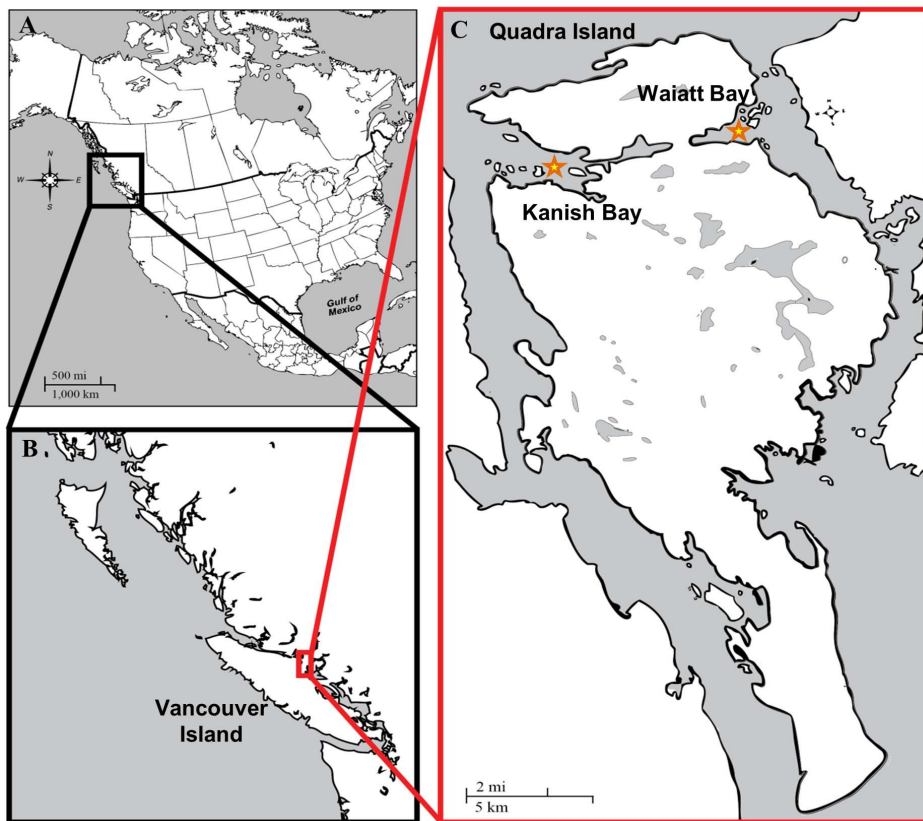 A
N
W
E
S
Gulf of
Mexico
500 mi
1,000 km
B
Vancouver
Island
C
Quadra Island
Waiatt Bay
Kanish Bay
2 mi
5 km